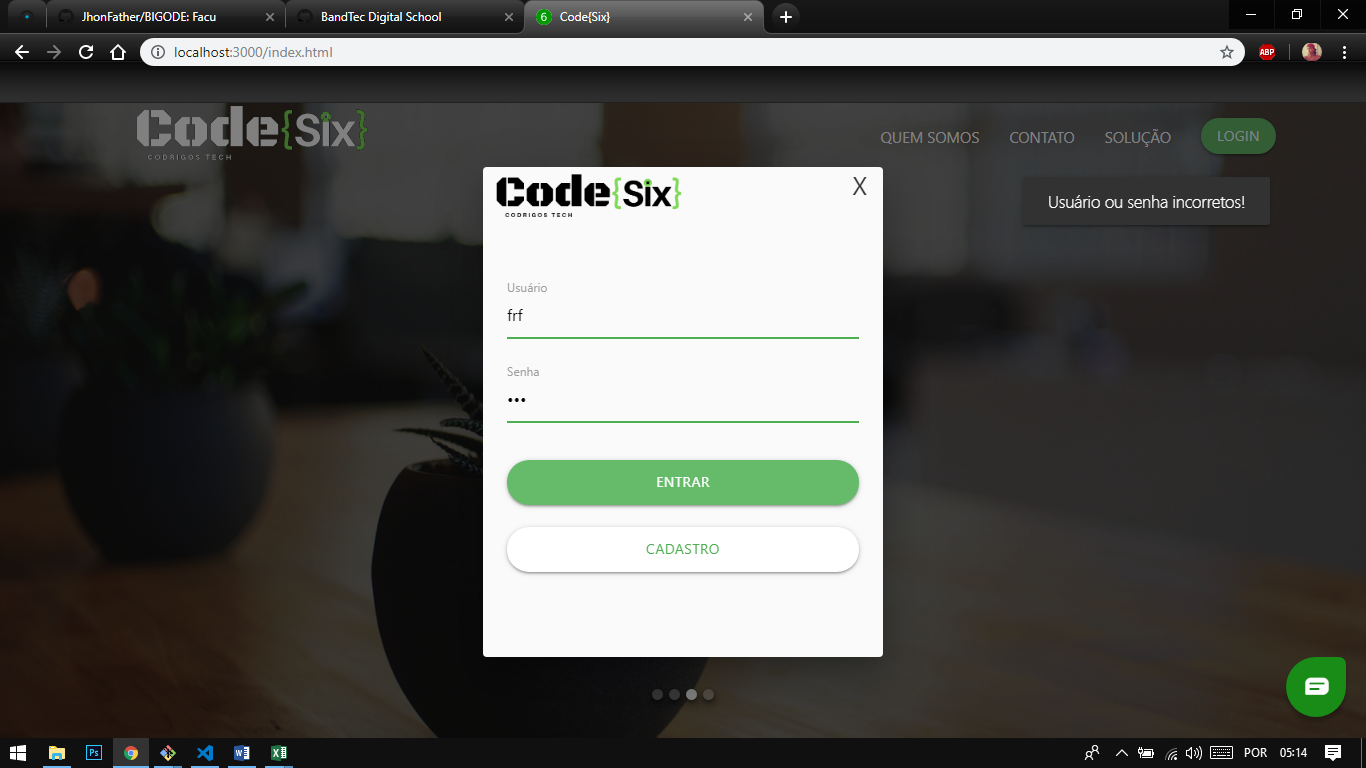 JhonFather/BIGODE: Facu
BandTec Digital School
6 Code{Six}
localhost:3000/index.html
ABP
Code{Six}
CODRIGOS TECH
QUEM SOMOS
CONTATO
SOLUÇÃO
LOGIN
Code{Six}
CODRIGOS TECH
X
Usuário ou senha incorretos!
Usuário
frf
Senha
•••
ENTRAR
CADASTRO
POR
05:14